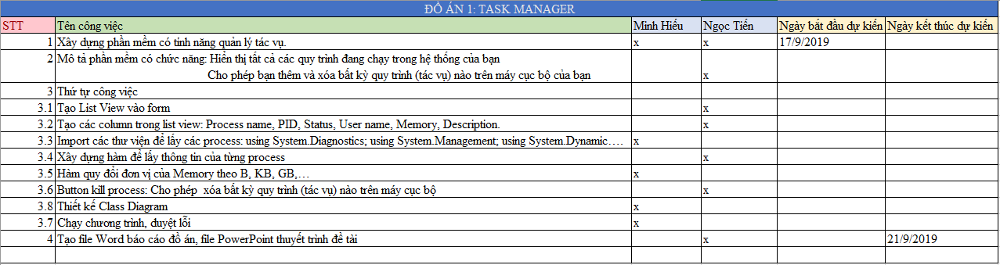 ĐỒ ÁN 1: TASK MANAGER
STT Tên công việc Minh Hiếu Ngọc Tiến Ngày bắt đầu dự kiến Ngày kết thúc dự kiến
1 Xây dựng phần mềm có tính năng quản lý tác vụ. x x 17/9/2019
2 Mô tả phần mềm có chức năng: Hiển thị tất cả các quy trình đang chạy trong hệ thống của bạn
Cho phép bạn thêm và xóa bất kỳ quy trình (tác vụ) nào trên máy cục bộ của bạn x
3 Thứ tự công việc
3.1 Tạo List View vào form x
3.2 Tạo các column trong list view: Process name, PID, Status, User name, Memory, Description. x
3.3 Import các thư viện để lấy các process: using System.Diagnostics; using System.Management; using System.Dynamic…. x
3.4 Xây dựng hàm để lấy thông tin của từng process x
3.5 Hàm quy đổi đơn vị của Memory theo B, KB, GB,… x
3.6 Button kill process: Cho phép xóa bất kỳ quy trình (tác vụ) nào trên máy cục bộ x
3.8 Thiết kế Class Diagram x
3.7 Chạy chương trình, duyệt lỗi x
4 Tạo file Word báo cáo đồ án, file PowerPoint thuyết trình đề tài x 21/9/2019